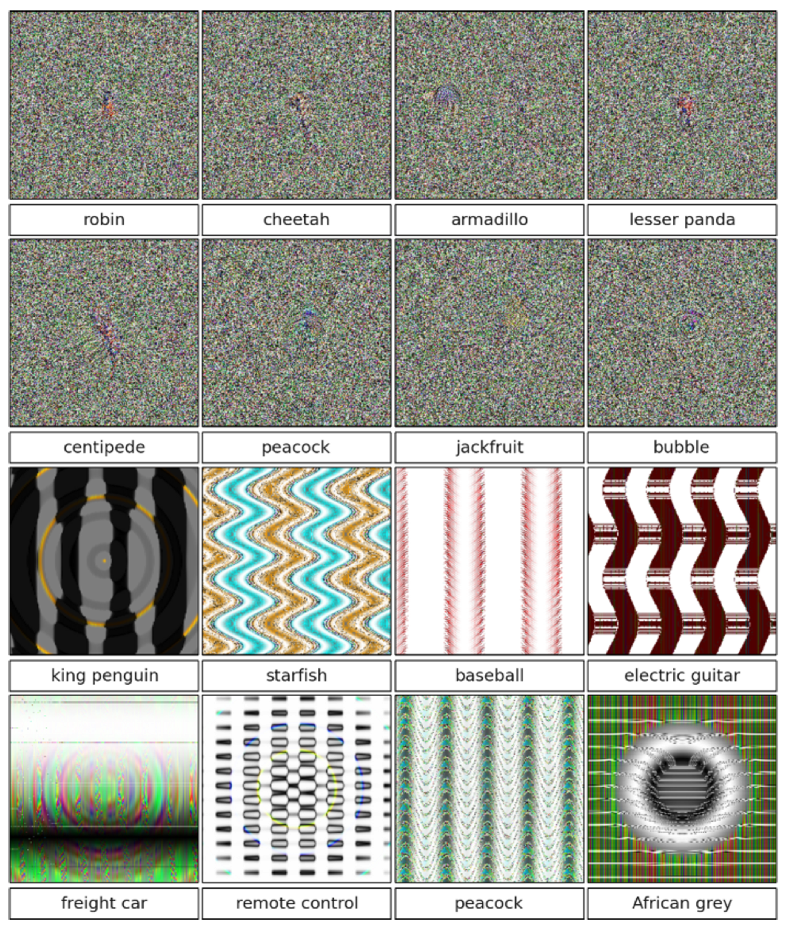 robin
cheetah
armadillo
lesser panda
centipede
peacock
jackfruit
bubble
king penguin
starfish
baseball
electric guitar
freight car
remote control
peacock
African grey